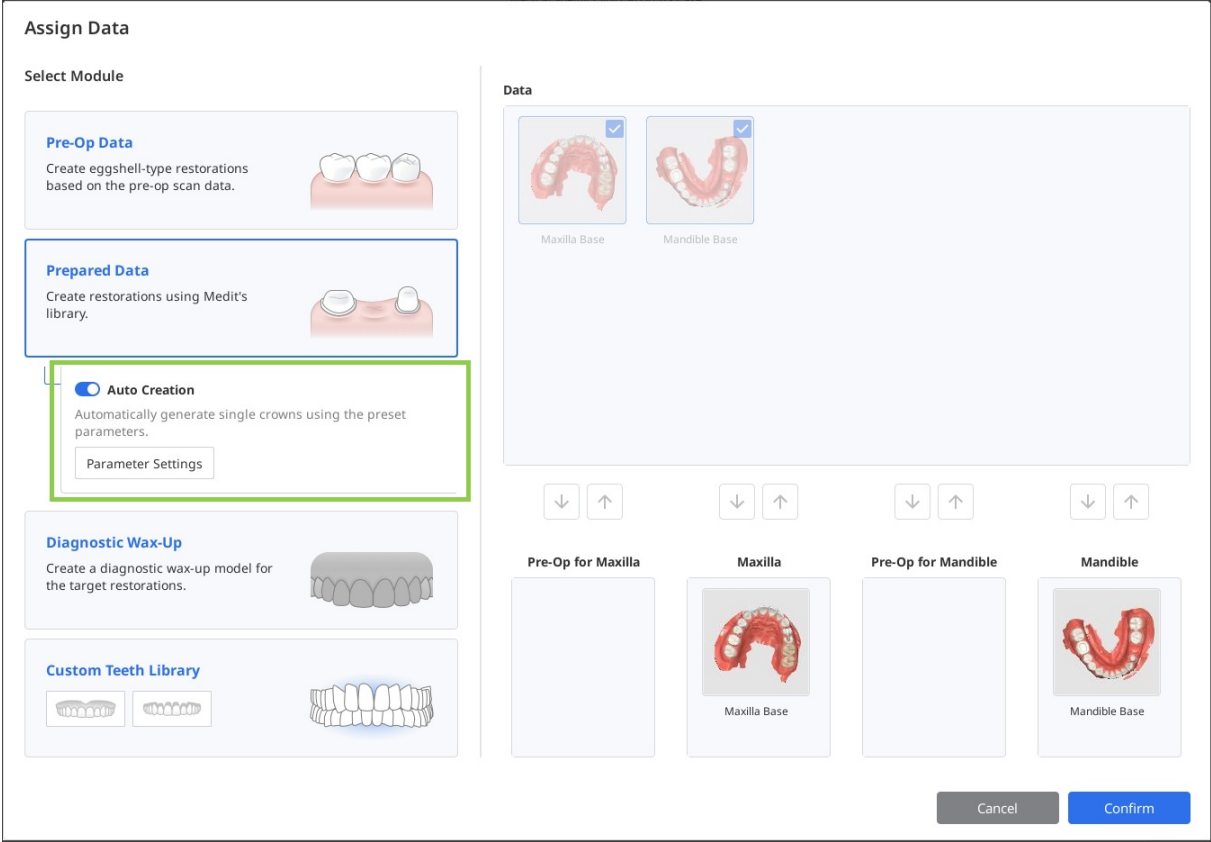 Assign Data
Select Module
Pre-Op Data
Create eggshell-type restorations
based on the pre-op scan data.
Prepared Data
Create restorations using Medit's
library.
Auto Creation
Automatically generate single crowns using the preset
parameters.
Parameter Settings
Diagnostic Wax-Up
Create a diagnostic wax-up model for
the target restorations.
Custom Teeth Library
Data
Maxilla Base
Mandible Base
Pre-Op for Maxilla
Maxilla
Pre-Op for Mandible
Mandible
Maxilla Base
Mandible Base
Cancel
Confirm